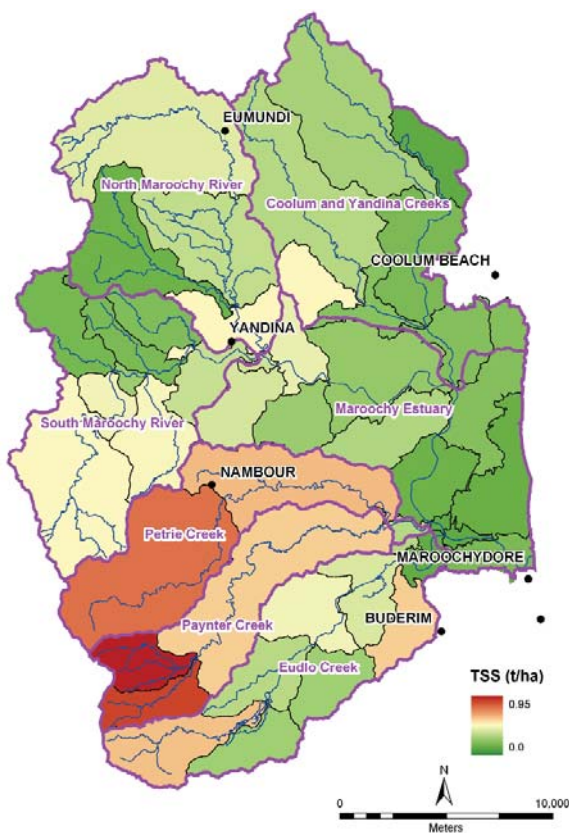 EUMUNDI
North Maroochy River
Coolum and Yandina Creeks
COOLUM BEACH
YANDINA
Maroochy Estuary
South Maroochy River
NAMBOUR
Petrie Creek
MAROOCHYDORE
Paynter Creek
BUDERIM
Eudlo Creek
TSS (t/ha)
0.95
0.0
N
0
10,000
Meters